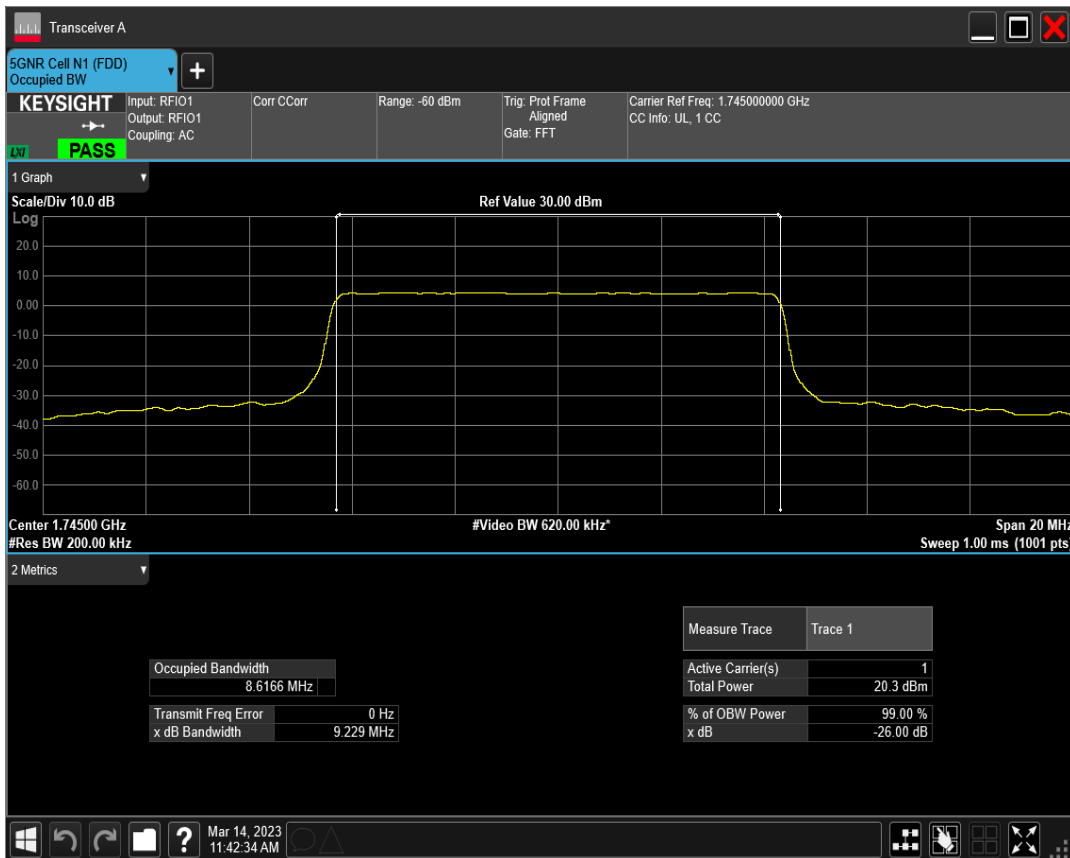 Transceiver A
5GNR Cell N1 (FDD)
Occupied BW
KEYSIGHT
LXI
PASS
Input: RFIO1
Output: RFIO1
Coupling: AC
Corr CCorr
Range: -60 dBm
Trig: Prot Frame
Aligned
Gate: FFT
Carrier Ref Freq: 1.745000000 GHz
CC Info: UL, 1 CC
1 Graph
Scale/Div 10.0 dB
Ref Value 30.00 dBm
Log
20.0
10.0
0.00
-10.0
-20.0
-30.0
-40.0
-50.0
-60.0
Center 1.74500 GHz
#Video BW 620.00 kHz*
Span 20 MHz
#Res BW 200.00 kHz
Sweep 1.00 ms (1001 pts)
2 Metrics
Measure Trace Trace 1
Occupied Bandwidth
8.6166 MHz
Active Carrier(s) 1
Total Power 20.3 dBm
Transmit Freq Error 0 Hz
x dB Bandwidth 9.229 MHz
% of OBW Power 99.00 %
x dB -26.00 dB
?
Mar 14, 2023
11:42:34 AM